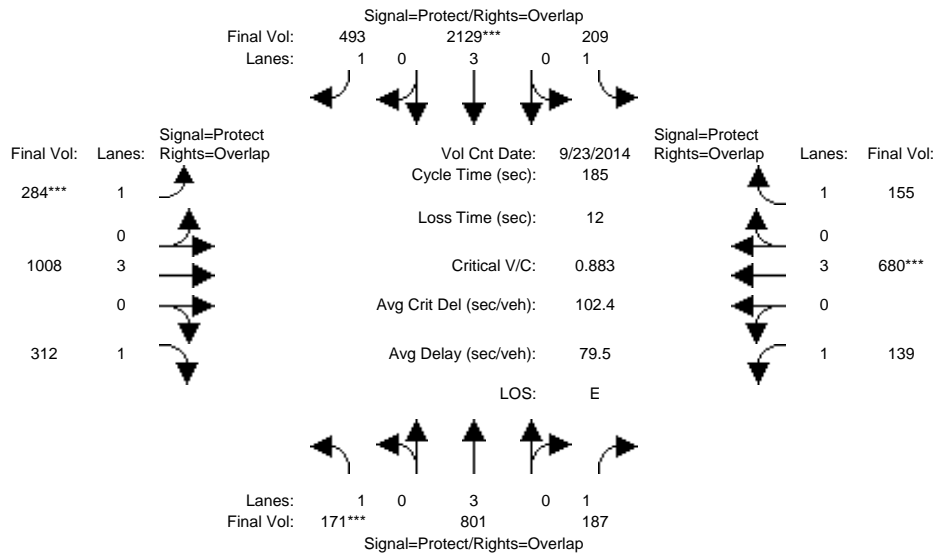 Signal=Protect/Rights=Overlap
Final Vol: 493 2129*** 209
Lanes: 1 0 3 0 1
Signal=Protect Signal=Protect
Final Vol: Lanes: Rights=Overlap Vol Cnt Date: 9/23/2014 Rights=Overlap Lanes: Final Vol:
Cycle Time (sec): 185
284*** 1 1 155
Loss Time (sec): 12
0 0
1008 3 Critical V/C: 0.883 3 680***
0 Avg Crit Del (sec/veh): 102.4 0
312 1 Avg Delay (sec/veh): 79.5 1 139
LOS: E
Lanes: 1 0 3 0 1
Final Vol: 171*** 801 187
Signal=Protect/Rights=Overlap